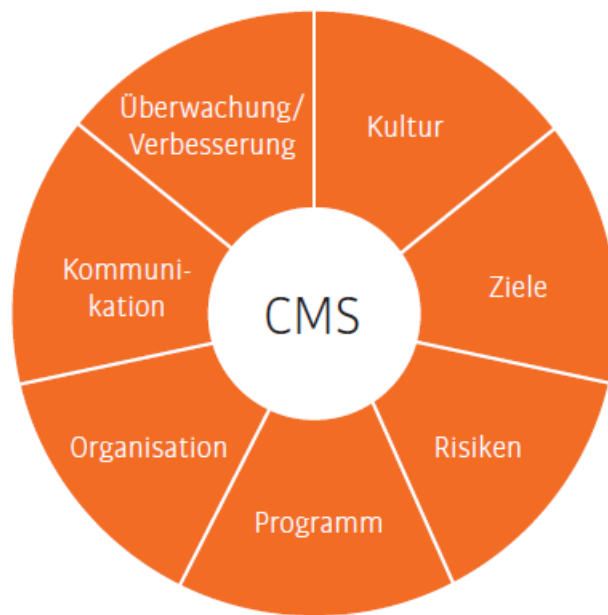 Überwachung/
Verbesserung
Kultur
Kommuni-
kation
CMS
Ziele
Organisation
Risiken
Programm